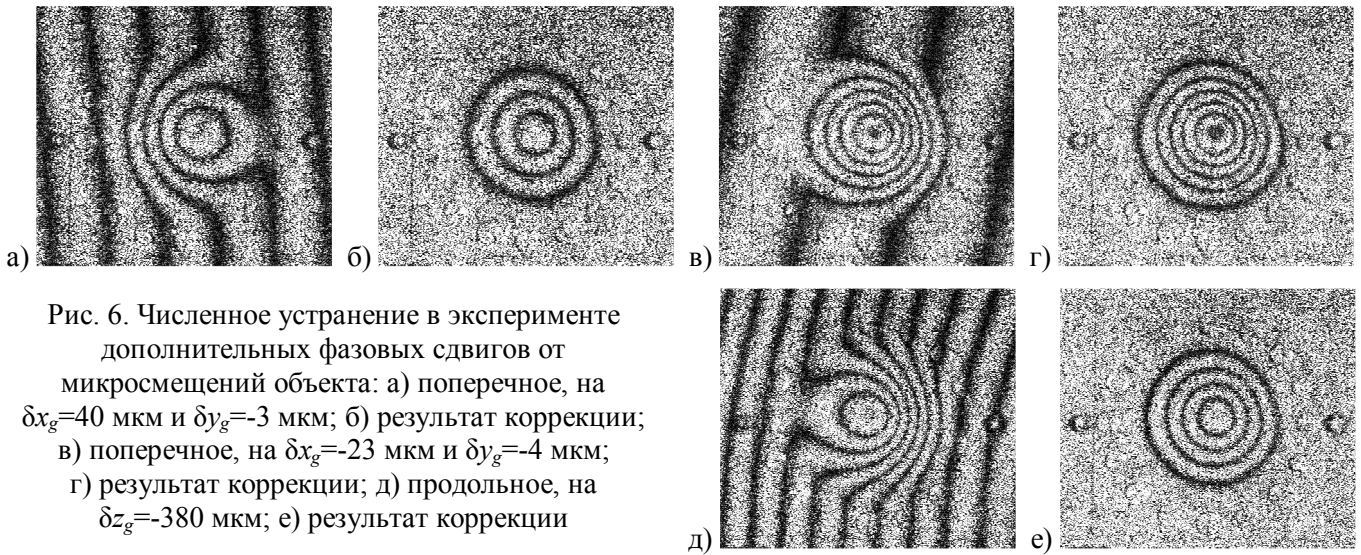 а) б) в) г)
Рис. 6. Численное устранение в эксперименте
дополнительных фазовых сдвигов от
микросмещений объекта: а) поперечное, на
δxg=40 мкм и δyg=-3 мкм; б) результат коррекции;
в) поперечное, на δxg=-23 мкм и δyg=-4 мкм;
г) результат коррекции; д) продольное, на
δzg=-380 мкм; е) результат коррекции
д) е)